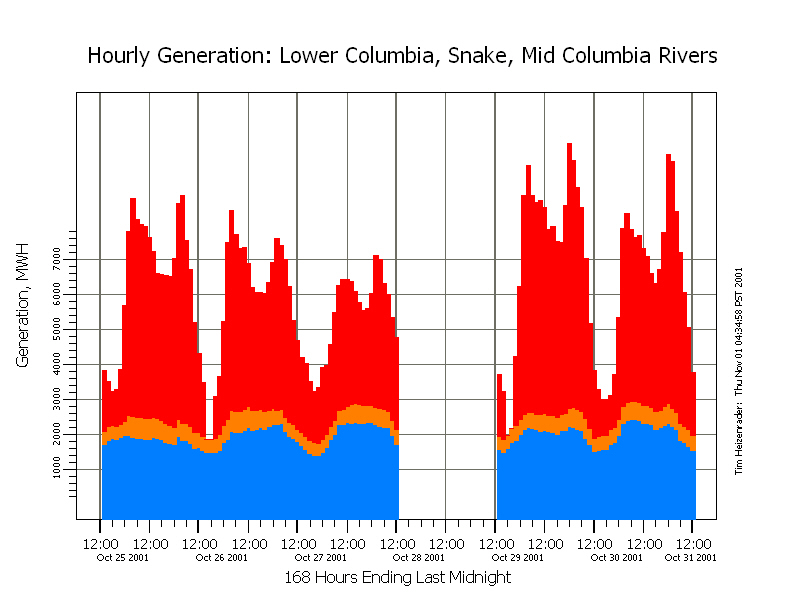 Hourly Generation: Lower Columbia, Snake, Mid Columbia Rivers
Generation, MWH
7000
6000
5000
4000
3000
2000
1000
12:00 12:00 12:00 12:00 12:00 12:00 12:00 12:00 12:00 12:00 12:00 12:00 12:00
Oct 25 2001 Oct 26 2001 Oct 27 2001 Oct 28 2001 Oct 29 2001 Oct 30 2001 Oct 31 2001
168 Hours Ending Last Midnight
Tim Heizenrader: Thu Nov 01 04:34:58 PST 2001